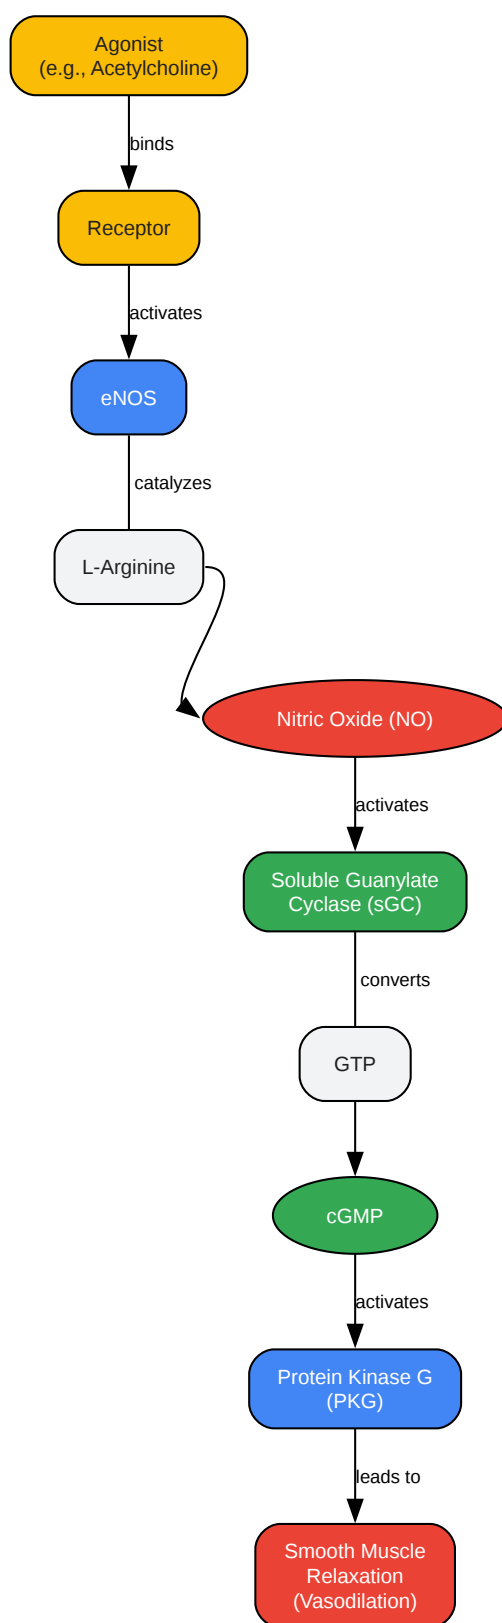 Agonist
(e.g., Acetylcholine)
binds
Receptor
activates
eNOS
catalyzes
L-Arginine
Nitric Oxide (NO)
activates
Soluble Guanylate
Cyclase (sGC)
converts
GTP
cGMP
activates
Protein Kinase G
(PKG)
leads to
Smooth Muscle
Relaxation
(Vasodilation)